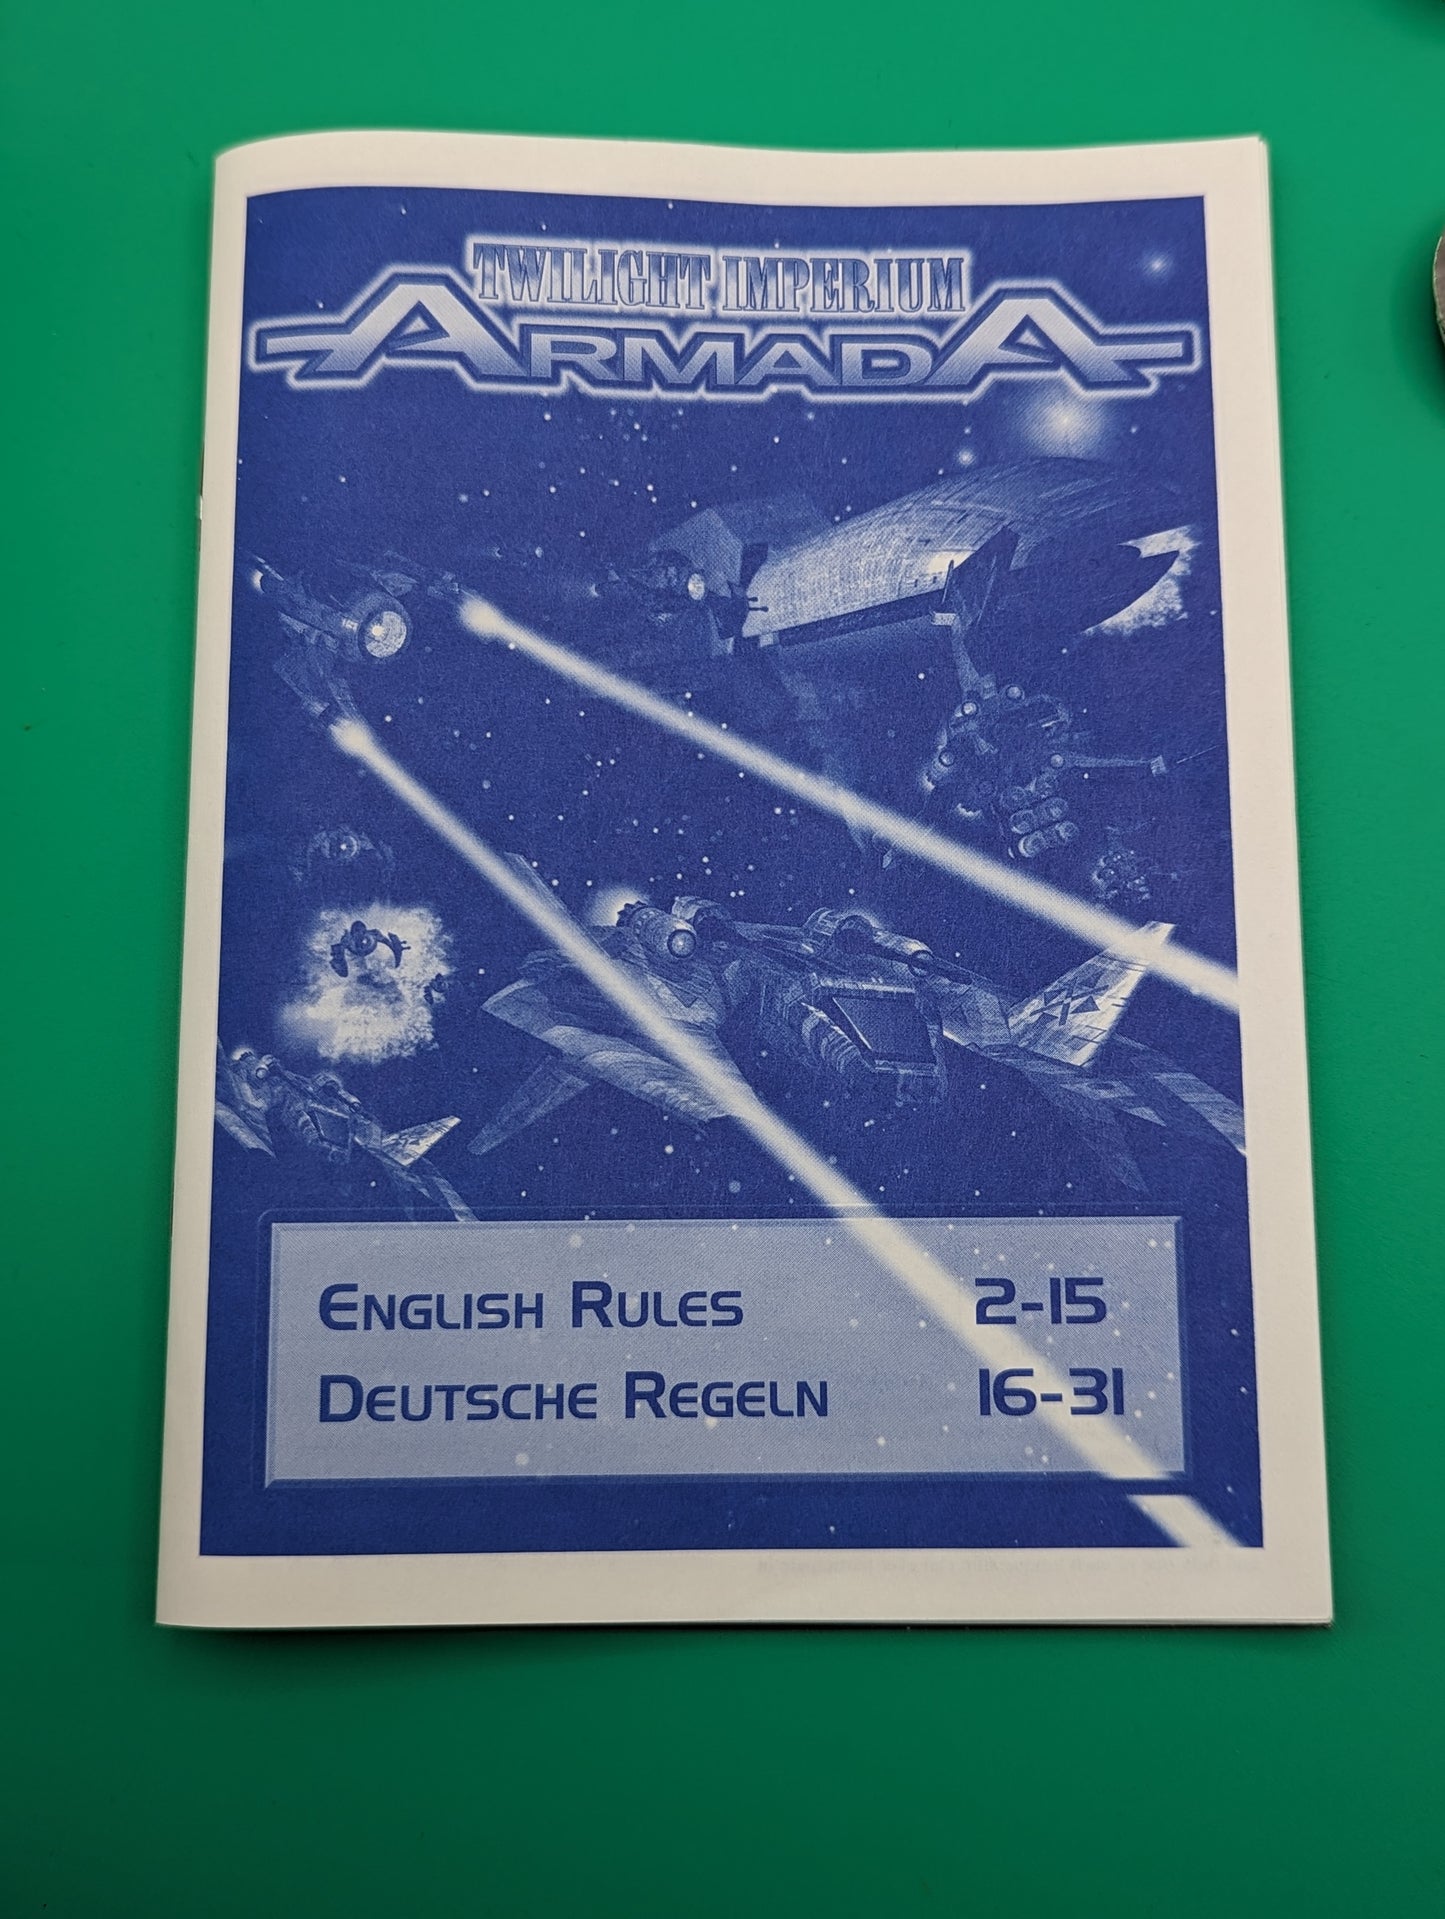 TWILIGHT IMPERIUM
ARMADA
ENGLISH RULES 2-15
DEUTSCHE REGELN 16-31